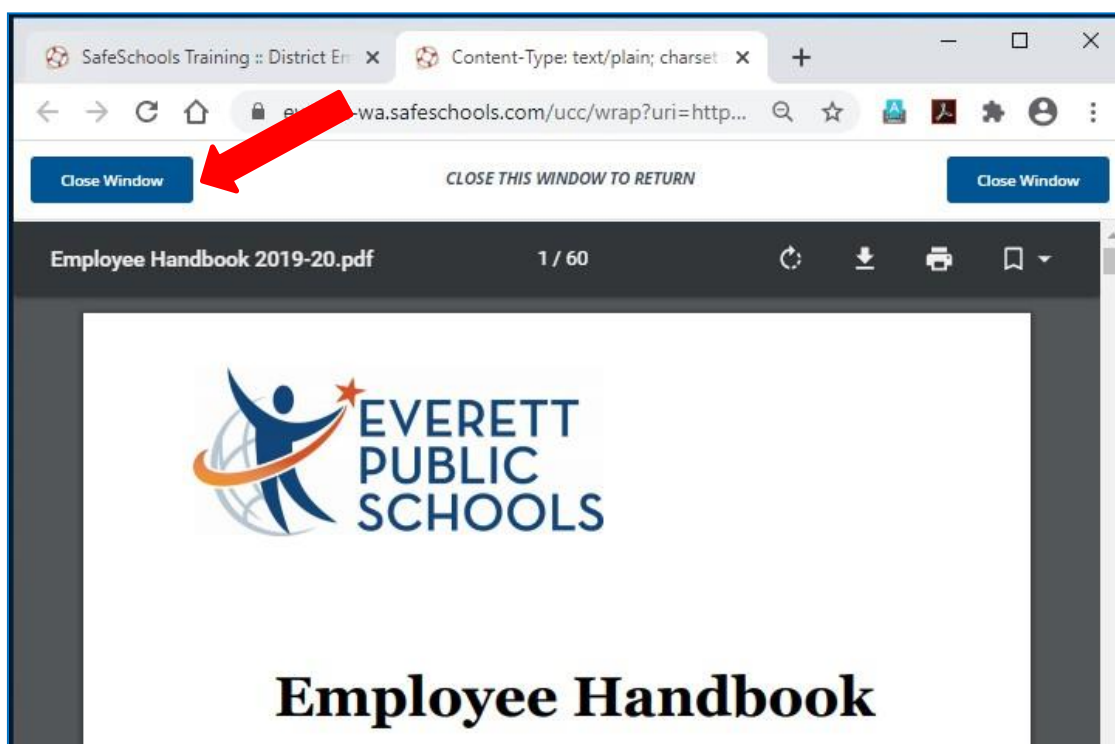 SafeSchools Training :: District Em
Content-Type: text/plain; charset
-wa.safeschools.com/ucc/wrap?uri=http...
Close Window
CLOSE THIS WINDOW TO RETURN
Close Window
Employee Handbook 2019-20.pdf
1 / 60
EVERETT
PUBLIC
SCHOOLS
Employee Handbook